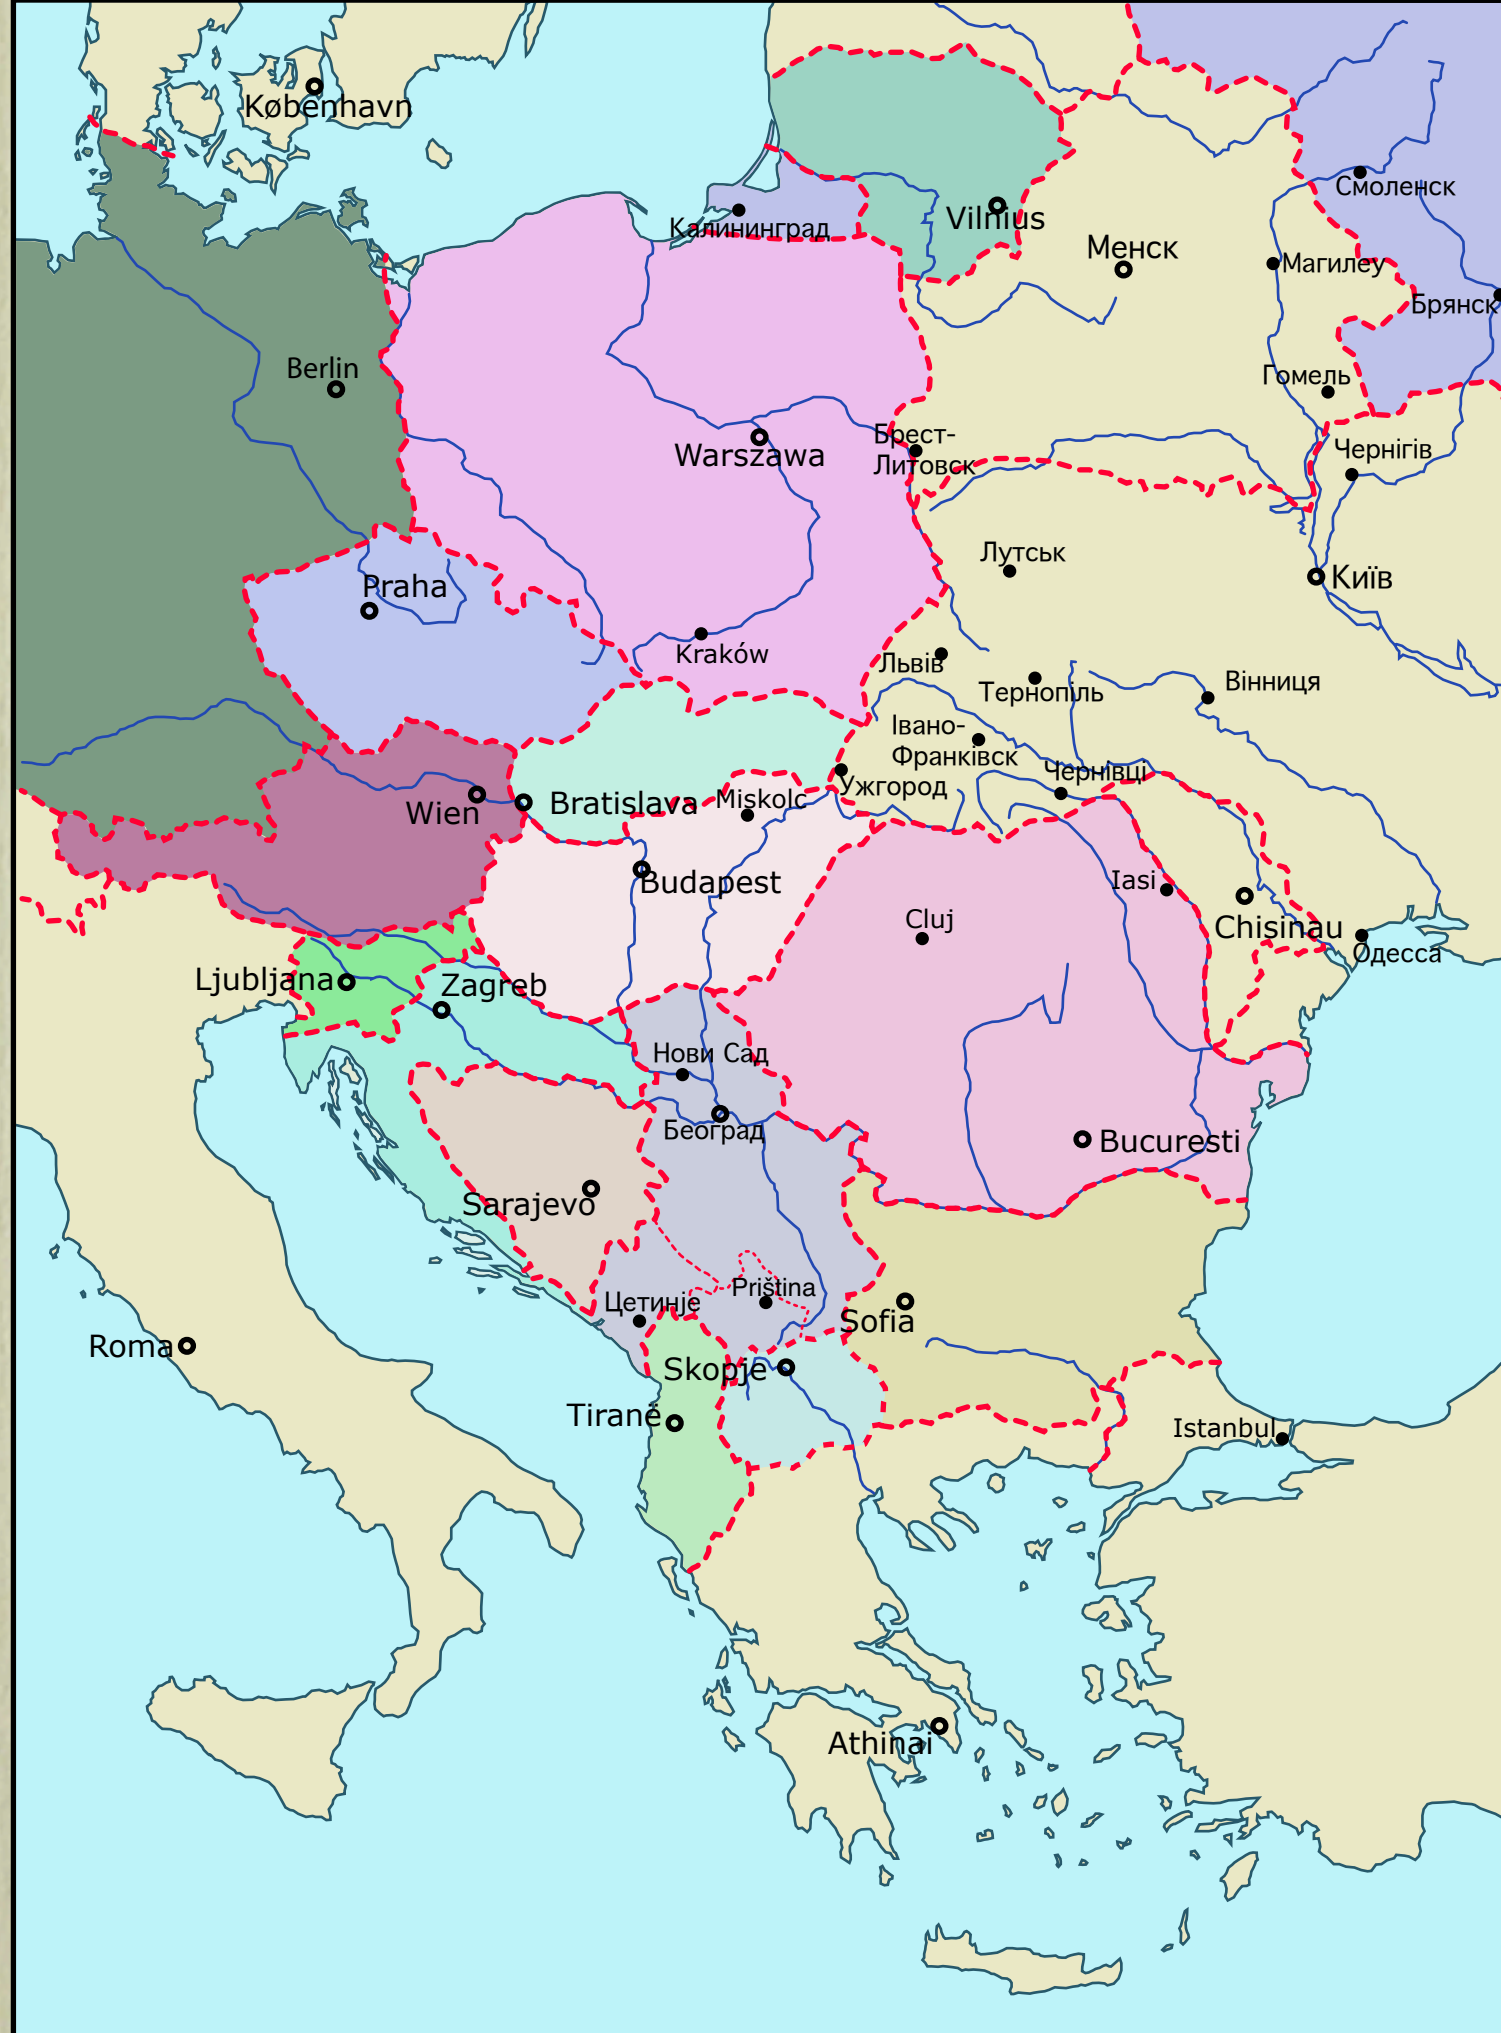 København
Смоленск
Калининград
Vilnius
Менск
Магилеу
Брянск
Berlin
Гомель
Warszawa
Брест-
Литовск
Чернігів
Лутськ
Київ
Praha
Kraków
Львів
Тернопіль
Вінниця
Івано-
Франківск
Чернівці
Ужгород
Wien
Bratislava
Miskolc
Budapest
Iasi
Cluj
Chisinau
Одесса
Ljubljana
Zagreb
Нови Сад
Београд
Bucuresti
Sarajevo
Priština
Цетинје
Sofia
Roma
Skopje
Tiranë
Istanbul
Athinai